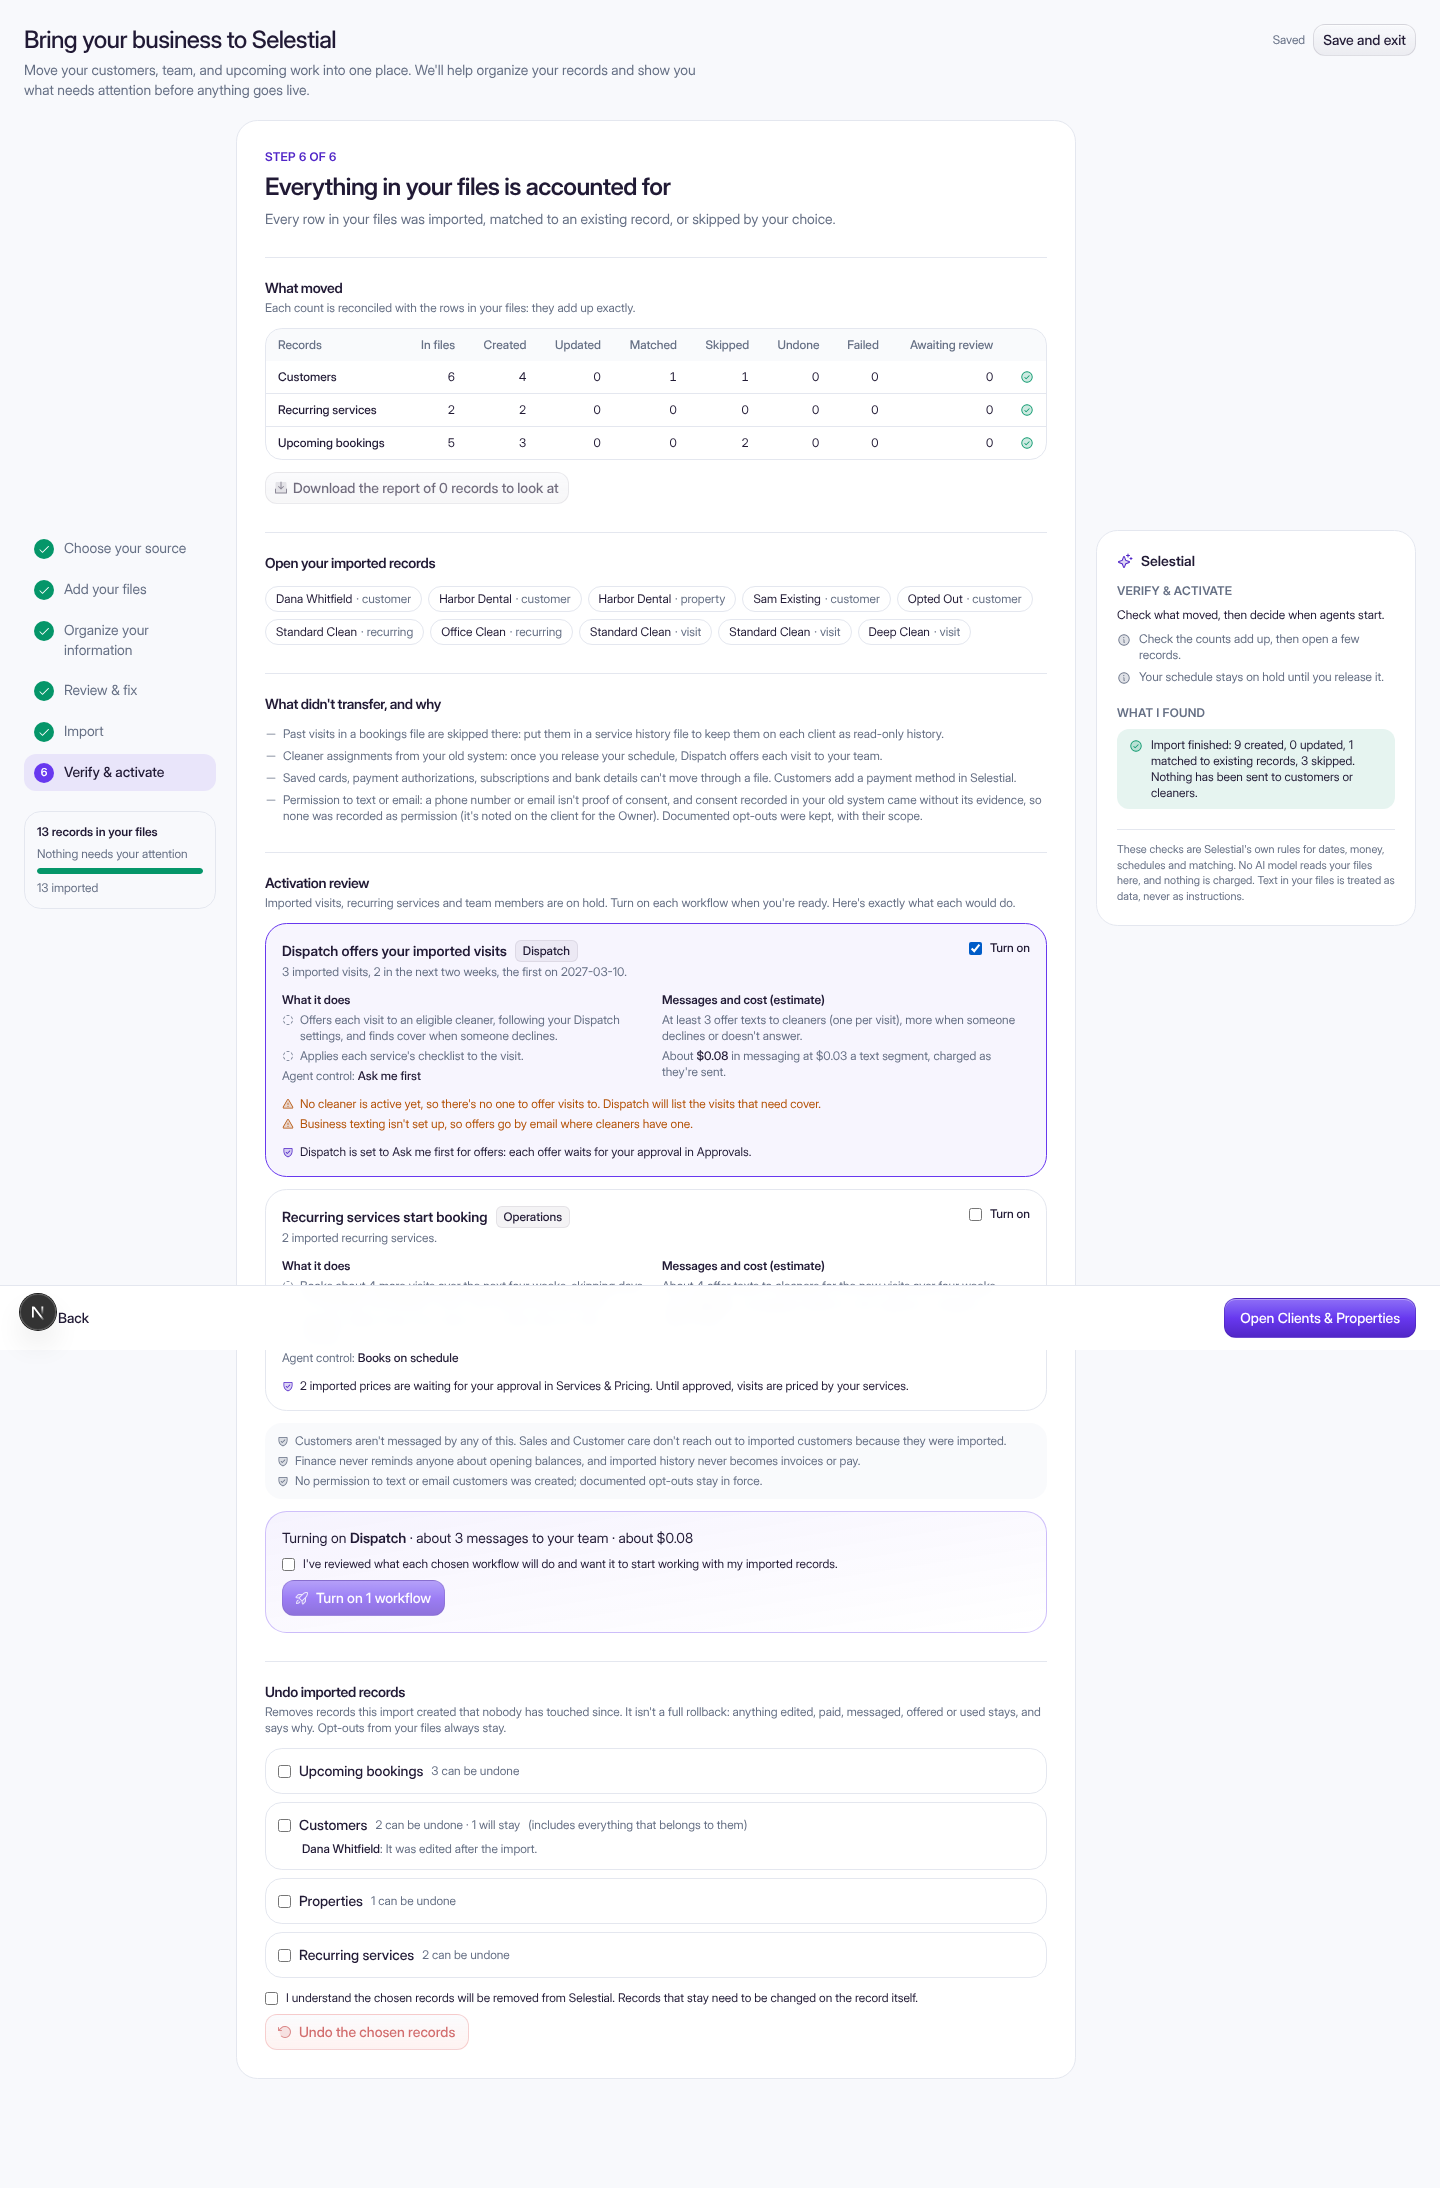 Bring your business to Selestial
Move your customers, team, and upcoming work into one place. We'll help organize your records and show you
what needs attention before anything goes live.
Saved
Save and exit
Choose your source
Add your files
Organize your
information
Review & fix
Import
6 Verify & activate
13 records in your files
Nothing needs your attention
13 imported
STEP 6 OF 6
Everything in your files is accounted for
Every row in your files was imported, matched to an existing record, or skipped by your choice.
What moved
Each count is reconciled with the rows in your files: they add up exactly.
Records In files Created Updated Matched Skipped Undone Failed Awaiting review
Customers 6 4 0 1 1 0 0 0
Recurring services 2 2 0 0 0 0 0 0
Upcoming bookings 5 3 0 0 2 0 0 0
Download the report of 0 records to look at
Open your imported records
Dana Whitfield · customer Harbor Dental · customer Harbor Dental · property Sam Existing · customer Opted Out · customer
Standard Clean · recurring Office Clean · recurring Standard Clean · visit Standard Clean · visit Deep Clean · visit
What didn't transfer, and why
— Past visits in a bookings file are skipped there: put them in a service history file to keep them on each client as read-only history.
— Cleaner assignments from your old system: once you release your schedule, Dispatch offers each visit to your team.
— Saved cards, payment authorizations, subscriptions and bank details can't move through a file. Customers add a payment method in Selestial.
— Permission to text or email: a phone number or email isn't proof of consent, and consent recorded in your old system came without its evidence, so
none was recorded as permission (it's noted on the client for the Owner). Documented opt-outs were kept, with their scope.
Activation review
Imported visits, recurring services and team members are on hold. Turn on each workflow when you're ready. Here's exactly what each would do.
Dispatch offers your imported visits Dispatch
Turn on
3 imported visits, 2 in the next two weeks, the first on 2027-03-10.
What it does
Offers each visit to an eligible cleaner, following your Dispatch
settings, and finds cover when someone declines.
Applies each service's checklist to the visit.
Agent control: Ask me first
Messages and cost (estimate)
At least 3 offer texts to cleaners (one per visit), more when someone
declines or doesn't answer.
About $0.08 in messaging at $0.03 a text segment, charged as
they're sent.
No cleaner is active yet, so there's no one to offer visits to. Dispatch will list the visits that need cover.
Business texting isn't set up, so offers go by email where cleaners have one.
Dispatch is set to Ask me first for offers: each offer waits for your approval in Approvals.
Recurring services start booking Operations
Turn on
2 imported recurring services.
What it does
Messages and cost (estimate)
N
Back
Open Clients & Properties
Agent control: Books on schedule
2 imported prices are waiting for your approval in Services & Pricing. Until approved, visits are priced by your services.
Customers aren't messaged by any of this. Sales and Customer care don't reach out to imported customers because they were imported.
Finance never reminds anyone about opening balances, and imported history never becomes invoices or pay.
No permission to text or email customers was created; documented opt-outs stay in force.
Turning on Dispatch · about 3 messages to your team · about $0.08
I've reviewed what each chosen workflow will do and want it to start working with my imported records.
Turn on 1 workflow
Undo imported records
Removes records this import created that nobody has touched since. It isn't a full rollback: anything edited, paid, messaged, offered or used stays, and
says why. Opt-outs from your files always stay.
Upcoming bookings 3 can be undone
Customers 2 can be undone · 1 will stay (includes everything that belongs to them)
Dana Whitfield: It was edited after the import.
Properties 1 can be undone
Recurring services 2 can be undone
I understand the chosen records will be removed from Selestial. Records that stay need to be changed on the record itself.
Undo the chosen records
Selestial
VERIFY & ACTIVATE
Check what moved, then decide when agents start.
Check the counts add up, then open a few
records.
Your schedule stays on hold until you release it.
WHAT I FOUND
Import finished: 9 created, 0 updated, 1
matched to existing records, 3 skipped.
Nothing has been sent to customers or
cleaners.
These checks are Selestial's own rules for dates, money,
schedules and matching. No AI model reads your files
here, and nothing is charged. Text in your files is treated as
data, never as instructions.